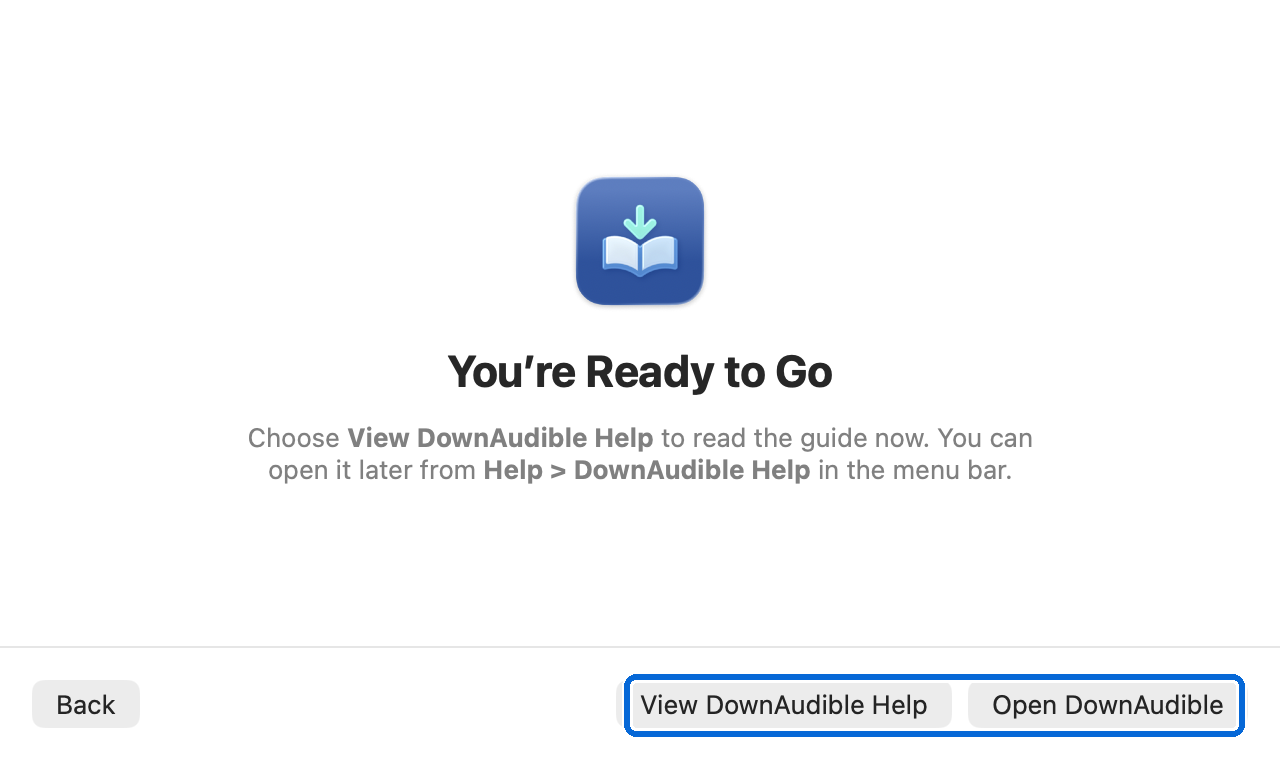 You’re Ready to Go
Choose View DownAudible Help to read the guide now. You can
open it later from Help > DownAudible Help in the menu bar.
Back
View DownAudible Help
Open DownAudible